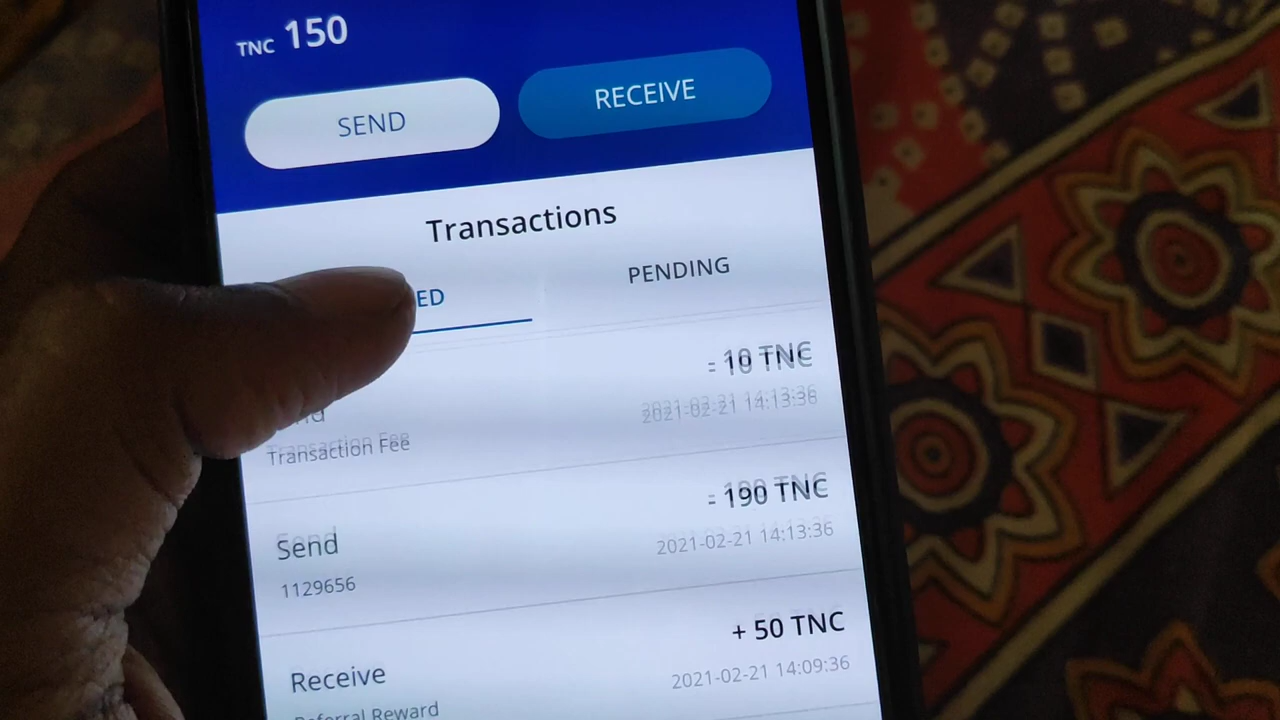 TNC 150
SEND
RECEIVE
Transactions
ED
PENDING
- 10 TNC
2021-02-21 14:13:36
Transaction Fee
- 190 TNC
Send
2021-02-21 14:13:36
1129656
+ 50 TNC
Receive
2021-02-21 14:09:36
Referral Reward